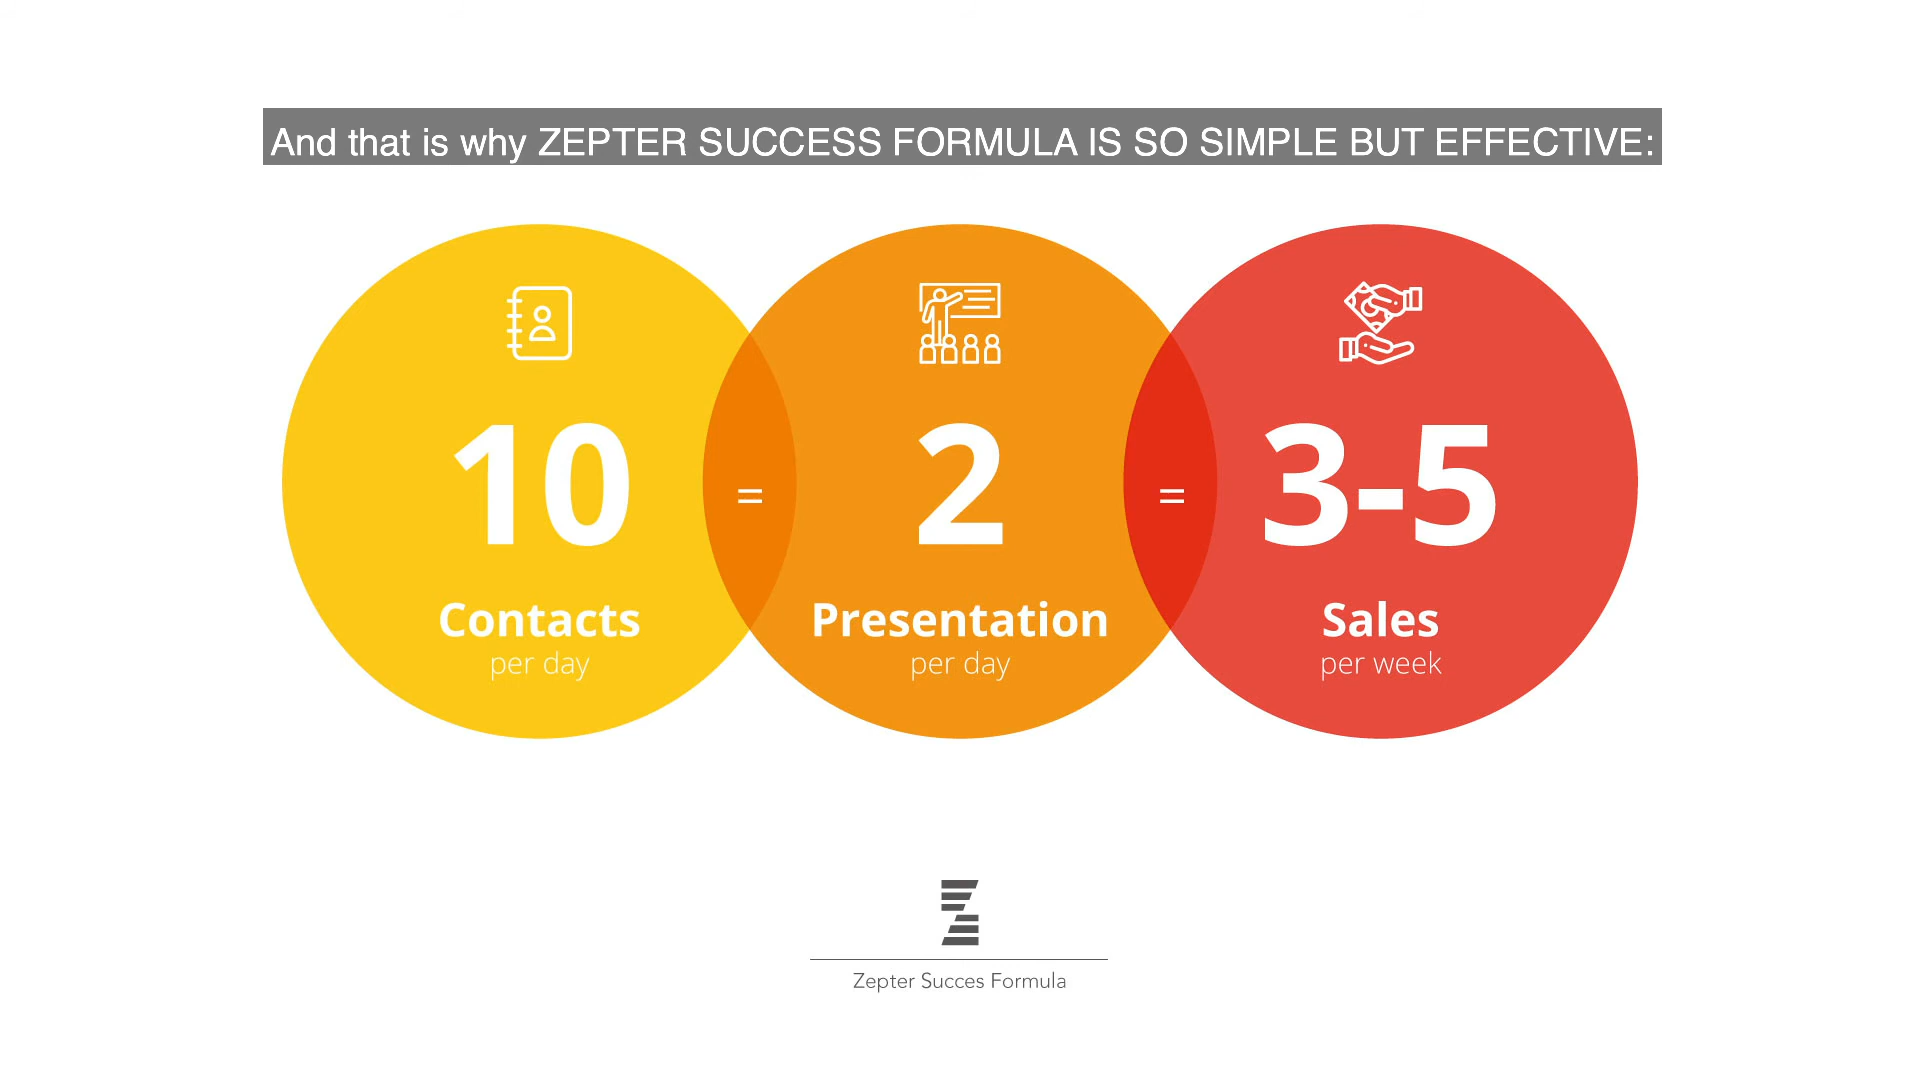 And that is why ZEPTER SUCCESS FORMULA IS SO SIMPLE BUT EFFECTIVE:
10 = 2 = 3-5
Contacts Presentation Sales
per day per day per week
Zepter Succes Formula